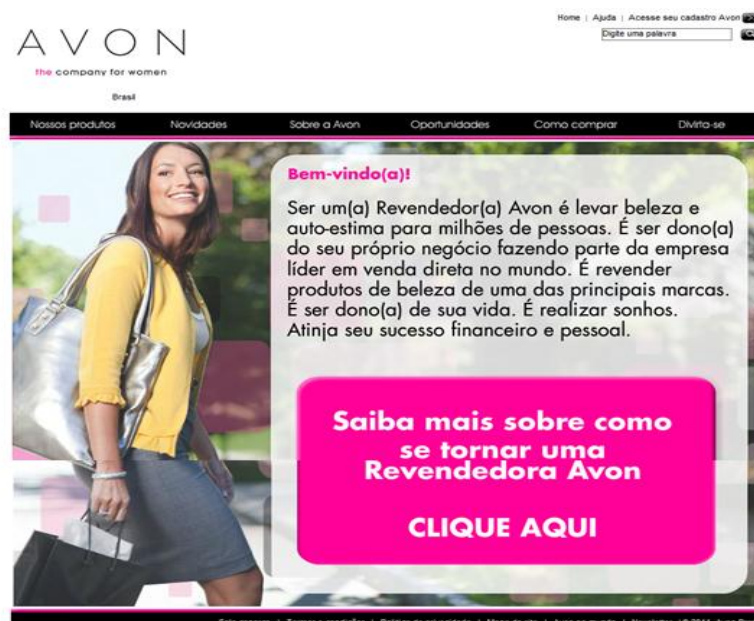 Home | Ajuda | Acesse seu cadastro Avon
Digite uma palavra
AVON
the company for women
Brasil
Nossos produtos Novidades Sobre a Avon Oportunidades Como comprar Divirta-se
Bem-vindo(a)!
Ser um(a) Revendedor(a) Avon é levar beleza e
auto-estima para milhões de pessoas. É ser dono(a)
do seu próprio negócio fazendo parte da empresa
líder em venda direta no mundo. É revender
produtos de beleza de uma das principais marcas.
É ser dono(a) de sua vida. É realizar sonhos.
Atinja seu sucesso financeiro e pessoal.
Saiba mais sobre como
se tornar uma
Revendedora Avon
CLIQUE AQUI